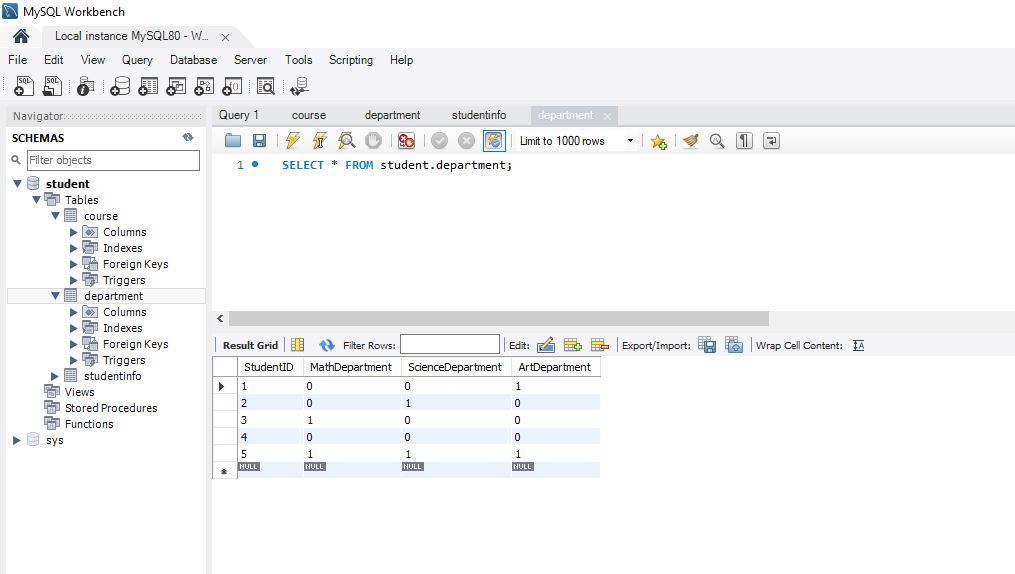 MySQL Workbench
Local instance MySQL80 - W...
File Edit View Query Database Server Tools Scripting Help
Navigator
SCHEMAS
Filter objects
student
Tables
course
Columns
Indexes
Foreign Keys
Triggers
department
Columns
Indexes
Foreign Keys
Triggers
studentinfo
Views
Stored Procedures
Functions
sys
Query 1 course department studentinfo department
Limit to 1000 rows
1 SELECT * FROM student.department;
Result Grid Filter Rows: Edit: Export/Import: Wrap Cell Content:
StudentID MathDepartment ScienceDepartment ArtDepartment
1 0 0 1
2 0 1 0
3 1 0 0
4 0 0 0
5 1 1 1
NULL NULL NULL NULL